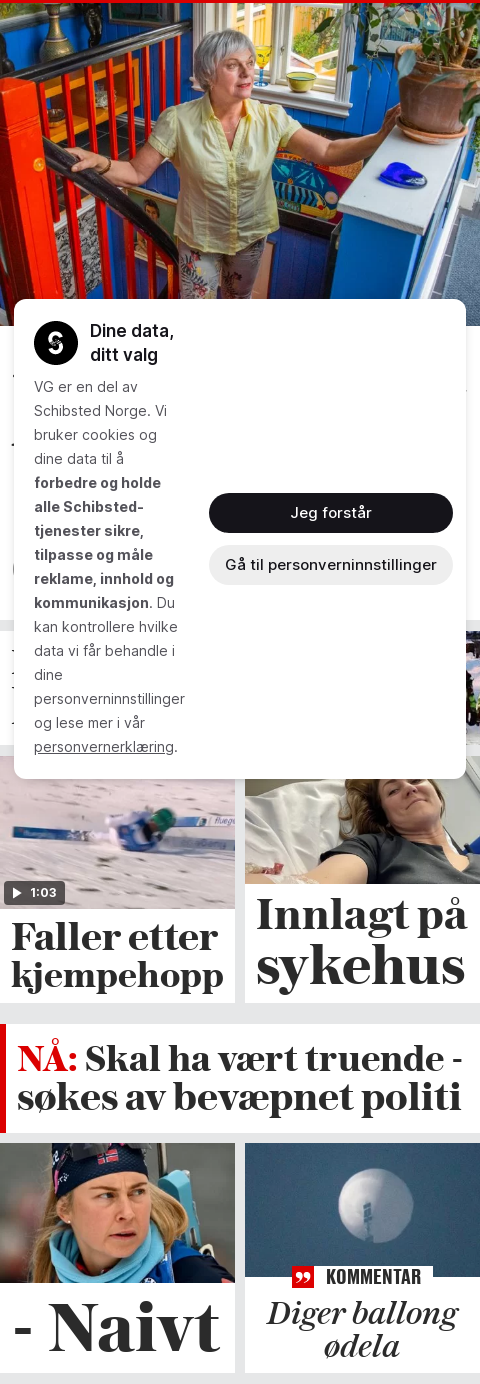 Dine data,
ditt valg
VG er en del av
Schibsted Norge. Vi
bruker cookies og
dine data til å
forbedre og holde
alle Schibsted-
tjenester sikre,
tilpasse og måle
reklame, innhold og
kommunikasjon. Du
kan kontrollere hvilke
data vi får behandle i
dine
personverninnstillinger
og lese mer i vår
personvernerklæring.
Jeg forstår
Gå til personverninnstillinger
1:03
Faller etter
kjempehopp
Innlagt på
sykehus
NÅ: Skal ha vært truende -
søkes av bevæpnet politi
- Naivt
KOMMENTAR
Diger ballong
ødela